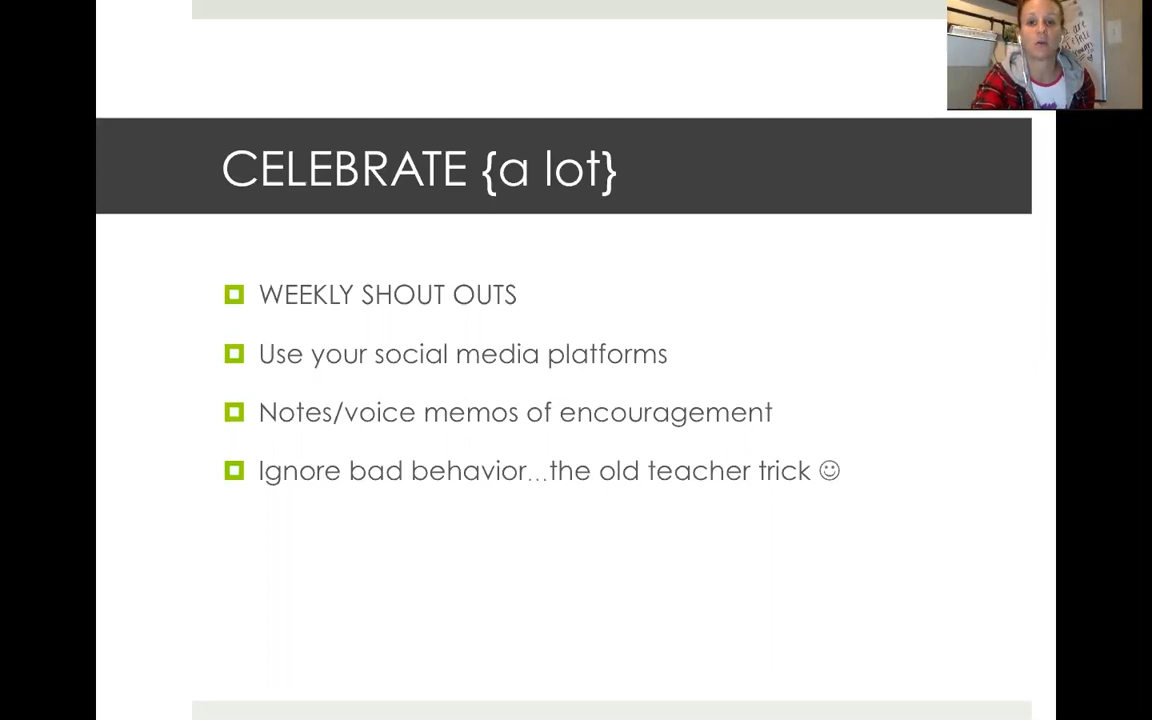 CELEBRATE {a lot}
WEEKLY SHOUT OUTS
Use your social media platforms
Notes/voice memos of encouragement
Ignore bad behavior...the old teacher trick ☺